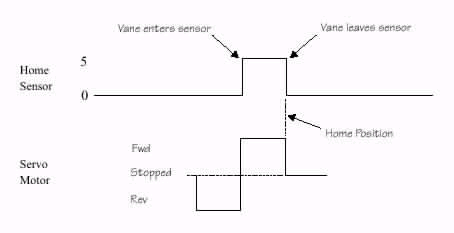 Vane enters sensor
Vane leaves sensor
Home
Sensor
5
0
Home Position
Servo
Motor
Fwd
Stopped
Rev